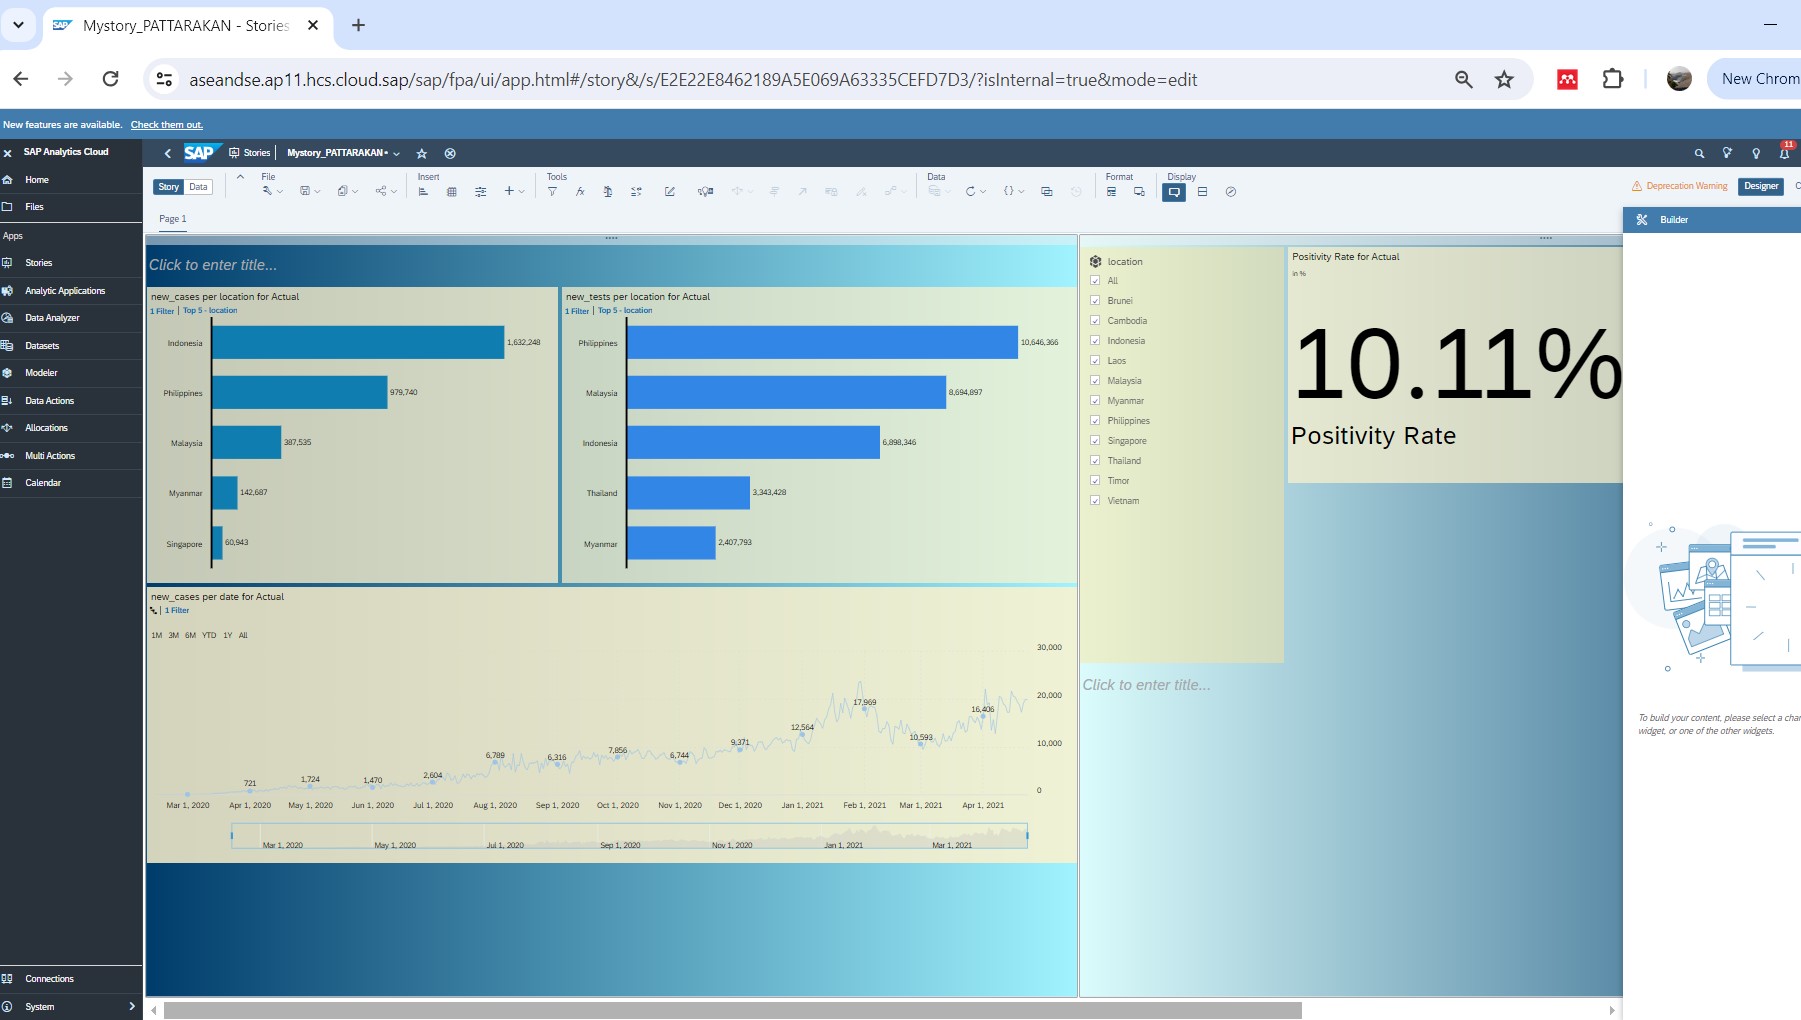 Mystory_PATTARAKAN - Stories
aseandse.ap11.hcs.cloud.sap/sap/fpa/ui/app.html#/story&/s/E2E22E8462189A5E069A63335CEFD7D3/?isInternal=true&mode=edit
New Chrom
New features are available. Check them out.
SAP Analytics Cloud
SAP Stories Mystory_PATTARAKAN
11
Home
Files
Apps
Stories
Analytic Applications
Data Analyzer
Datasets
Modeler
Data Actions
Allocations
Multi Actions
Calendar
Connections
System
File Insert Tools Data Format Display
Story Data
Deprecation Warning Designer
Page 1
Builder
Click to enter title...
new_cases per location for Actual
1 Filter | Top 5 - location
Indonesia 1,632,248
Philippines 979,740
Malaysia 387,535
Myanmar 142,687
Singapore 60,943
new_tests per location for Actual
1 Filter | Top 5 - location
Philippines 10,646,366
Malaysia 8,694,897
Indonesia 6,898,346
Thailand 3,343,428
Myanmar 2,407,793
new_cases per date for Actual
1 Filter
1M 3M 6M YTD 1Y All
30,000
20,000
10,000
0
721 1,724 1,470 2,604 6,789 6,316 7,856 6,744 9,371 12,564 17,969 10,593 16,406
Mar 1, 2020 Apr 1, 2020 May 1, 2020 Jun 1, 2020 Jul 1, 2020 Aug 1, 2020 Sep 1, 2020 Oct 1, 2020 Nov 1, 2020 Dec 1, 2020 Jan 1, 2021 Feb 1, 2021 Mar 1, 2021 Apr 1, 2021
Mar 1, 2020 May 1, 2020 Jul 1, 2020 Sep 1, 2020 Nov 1, 2020 Jan 1, 2021 Mar 1, 2021
location
All
Brunei
Cambodia
Indonesia
Laos
Malaysia
Myanmar
Philippines
Singapore
Thailand
Timor
Vietnam
Click to enter title...
Positivity Rate for Actual
in %
10.11%
Positivity Rate
To build your content, please select a char
widget, or one of the other widgets.